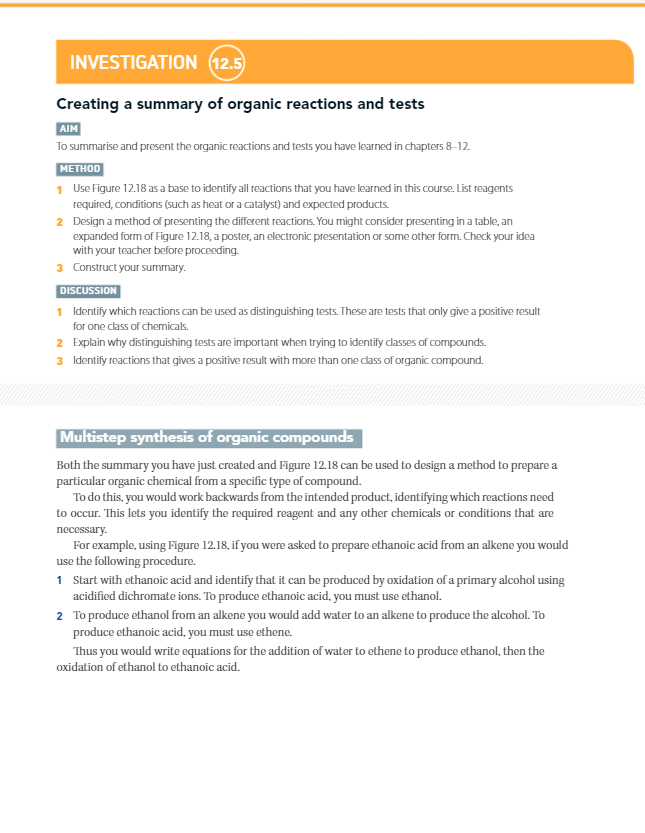 INVESTIGATION 12.5
Creating a summary of organic reactions and tests
AIM
To summarise and present the organic reactions and tests you have learned in chapters 8–12.
METHOD
1 Use Figure 12.18 as a base to identify all reactions that you have learned in this course. List reagents
required, conditions (such as heat or a catalyst) and expected products.
2 Design a method of presenting the different reactions. You might consider presenting in a table, an
expanded form of Figure 12.18, a poster, an electronic presentation or some other form. Check your idea
with your teacher before proceeding.
3 Construct your summary.
DISCUSSION
1 Identify which reactions can be used as distinguishing tests. These are tests that only give a positive result
for one class of chemicals.
2 Explain why distinguishing tests are important when trying to identify classes of compounds.
3 Identify reactions that gives a positive result with more than one class of organic compound.
Multistep synthesis of organic compounds
Both the summary you have just created and Figure 12.18 can be used to design a method to prepare a
particular organic chemical from a specific type of compound.
To do this, you would work backwards from the intended product, identifying which reactions need
to occur. This lets you identify the required reagent and any other chemicals or conditions that are
necessary.
For example, using Figure 12.18, if you were asked to prepare ethanoic acid from an alkene you would
use the following procedure.
1 Start with ethanoic acid and identify that it can be produced by oxidation of a primary alcohol using
acidified dichromate ions. To produce ethanoic acid, you must use ethanol.
2 To produce ethanol from an alkene you would add water to an alkene to produce the alcohol. To
produce ethanoic acid, you must use ethene.
Thus you would write equations for the addition of water to ethene to produce ethanol, then the
oxidation of ethanol to ethanoic acid.